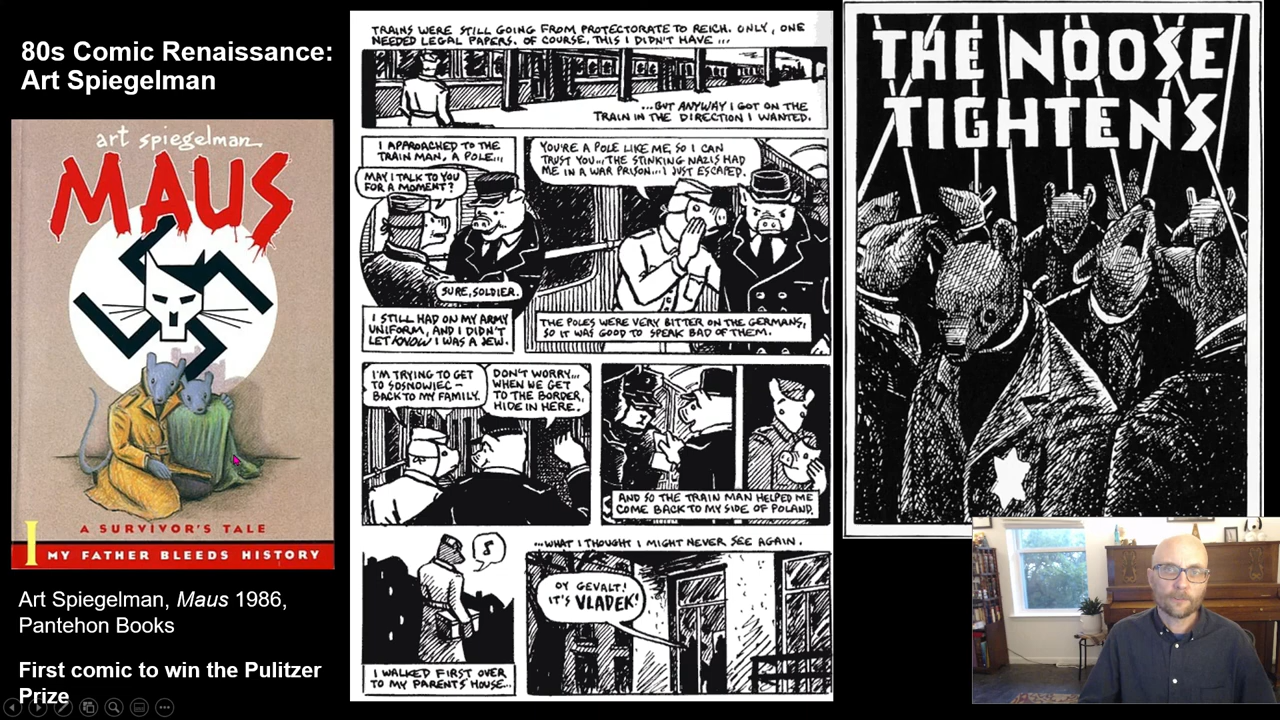 80s Comic Renaissance:
Art Spiegelman
art spiegelman
MAUS
A SURVIVOR'S TALE
I
MY FATHER BLEEDS HISTORY
Art Spiegelman, Maus 1986,
Pantehon Books
First comic to win the Pulitzer
Prize
TRAINS WERE STILL GOING FROM PROTECTORATE TO REICH. ONLY, ONE
NEEDED LEGAL PAPERS. OF COURSE, THIS I DIDN'T HAVE ...
...BUT ANYWAY I GOT ON THE
TRAIN IN THE DIRECTION I WANTED.
I APPROACHED TO THE
TRAIN MAN, A POLE...
MAY I TALK TO YOU
FOR A MOMENT?
SURE, SOLDIER.
I STILL HAD ON MY ARMY
UNIFORM, AND I DIDN'T
LET KNOW I WAS A JEW.
YOU'RE A POLE LIKE ME, SO I CAN
TRUST YOU...THE STINKING NAZIS HAD
ME IN A WAR PRISON...I JUST ESCAPED.
THE POLES WERE VERY BITTER ON THE GERMANS,
SO IT WAS GOOD TO SPEAK BAD OF THEM.
I'M TRYING TO GET
TO SOSNOWIEC –
BACK TO MY FAMILY.
DON'T WORRY...
WHEN WE GET
TO THE BORDER,
HIDE IN HERE.
AND SO THE TRAIN MAN HELPED ME
COME BACK TO MY SIDE OF POLAND.
I WALKED FIRST OVER
TO MY PARENTS' HOUSE...
...WHAT I THOUGHT I MIGHT NEVER SEE AGAIN.
OY GEVALT!
IT'S VLADEK!
THE NOOSE
TIGHTENS